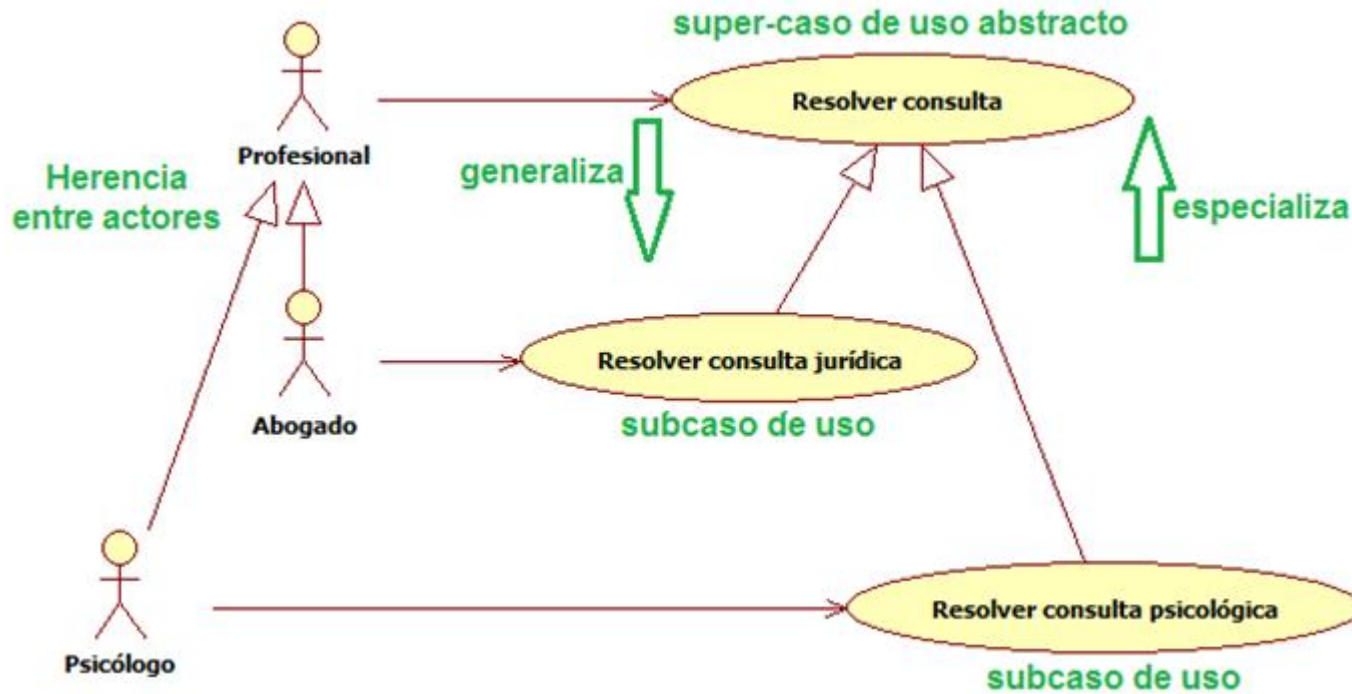 super-caso de uso abstracto
Resolver consulta
Profesional
generaliza
Herencia
entre actores
especializa
Resolver consulta jurídica
Abogado
subcaso de uso
Resolver consulta psicológica
Psicólogo
subcaso de uso